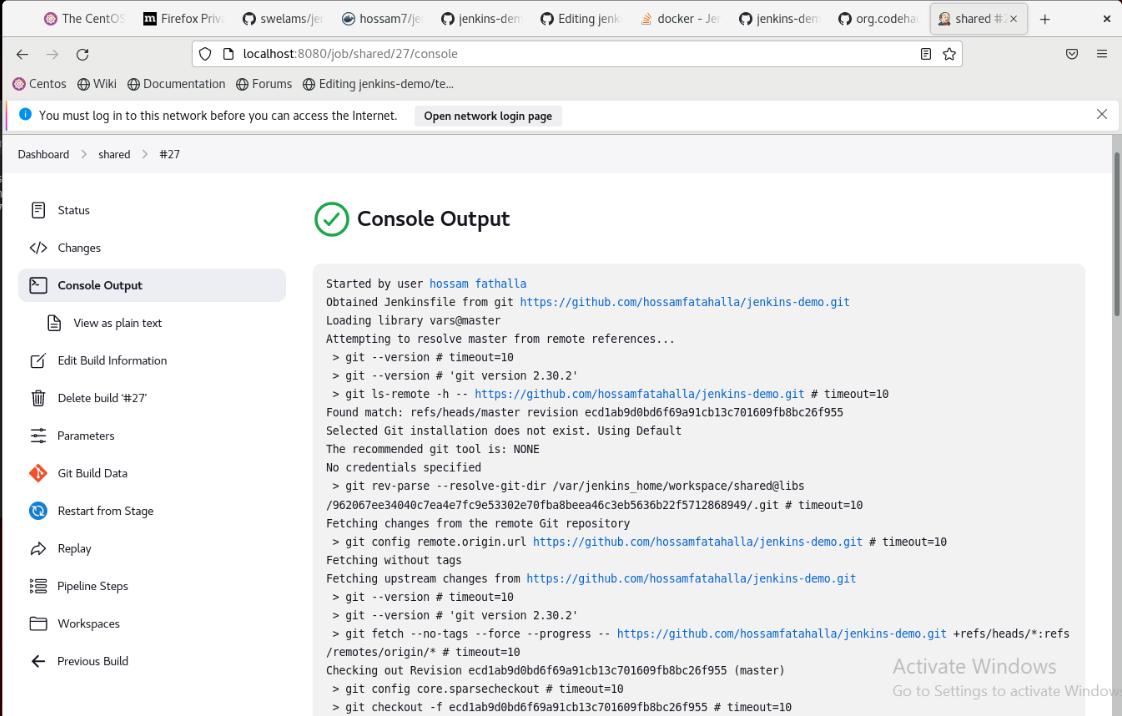 The CentOS
Firefox Priva
swelams/je
hossam7/je
jenkins-dem
Editing jenk
docker - Jen
jenkins-dem
org.codehau
shared #2
localhost:8080/job/shared/27/console
Centos
Wiki
Documentation
Forums
Editing jenkins-demo/te...
You must log in to this network before you can access the Internet.
Open network login page
Dashboard
shared
#27
Status
Changes
Console Output
View as plain text
Edit Build Information
Delete build '#27'
Parameters
Git Build Data
Restart from Stage
Replay
Pipeline Steps
Workspaces
Previous Build
Console Output
Started by user hossam fathalla
Obtained Jenkinsfile from git https://github.com/hossamfatahalla/jenkins-demo.git
Loading library vars@master
Attempting to resolve master from remote references...
> git --version # timeout=10
> git --version # 'git version 2.30.2'
> git ls-remote -h -- https://github.com/hossamfatahalla/jenkins-demo.git # timeout=10
Found match: refs/heads/master revision ecd1ab9d0bd6f69a91cb13c701609fb8bc26f955
Selected Git installation does not exist. Using Default
The recommended git tool is: NONE
No credentials specified
> git rev-parse --resolve-git-dir /var/jenkins_home/workspace/shared@libs
/962067ee34040c7ea4e7fc9e53302e70fba8beea46c3eb5636b22f5712868949/.git # timeout=10
Fetching changes from the remote Git repository
> git config remote.origin.url https://github.com/hossamfatahalla/jenkins-demo.git # timeout=10
Fetching without tags
Fetching upstream changes from https://github.com/hossamfatahalla/jenkins-demo.git
> git --version # timeout=10
> git --version # 'git version 2.30.2'
> git fetch --no-tags --force --progress -- https://github.com/hossamfatahalla/jenkins-demo.git +refs/heads/*:refs
/remotes/origin/* # timeout=10
Checking out Revision ecd1ab9d0bd6f69a91cb13c701609fb8bc26f955 (master)
> git config core.sparsecheckout # timeout=10
> git checkout -f ecd1ab9d0bd6f69a91cb13c701609fb8bc26f955 # timeout=10
Activate Windows
Go to Settings to activate Windows